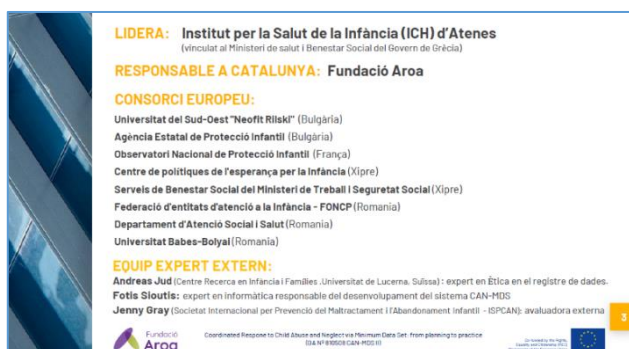 LIDERA: Institut per la Salut de la Infància (ICH) d'Atenes
(vinculat al Ministeri de salut i Benestar Social del Govern de Grècia)
RESPONSABLE A CATALUNYA: Fundació Aroa
CONSORCI EUROPEU:
Universitat del Sud-Oest "Neofit Rilski" (Bulgària)
Agència Estatal de Protecció Infantil (Bulgària)
Observatori Nacional de Protecció Infantil (França)
Centre de polítiques de l'esperança per la Infància (Xipre)
Serveis de Benestar Social del Ministeri de Treball i Seguretat Social (Xipre)
Federació d'entitats d'atenció a la Infància - FONCP (Romania)
Departament d'Atenció Social i Salut (Romania)
Universitat Babes-Bolyai (Romania)
EQUIP EXPERT EXTERN:
Andreas Jud (Centre Recerca en Infància i Famílies .Universitat de Lucerna, Suïssa) : expert en Ètica en el registre de dades.
Fotis Sioutis: expert en informàtica responsable del desenvolupament del sistema CAN-MDS
Jenny Gray (Societat Internacional per Prevenció del Maltractament i l'Abandonament Infantil - ISPCAN): avaluadora externa
3
Fundació
Aroa
Coordinated Respone to Child Abuse and Neglect via Minimum Data Set: from planning to practice